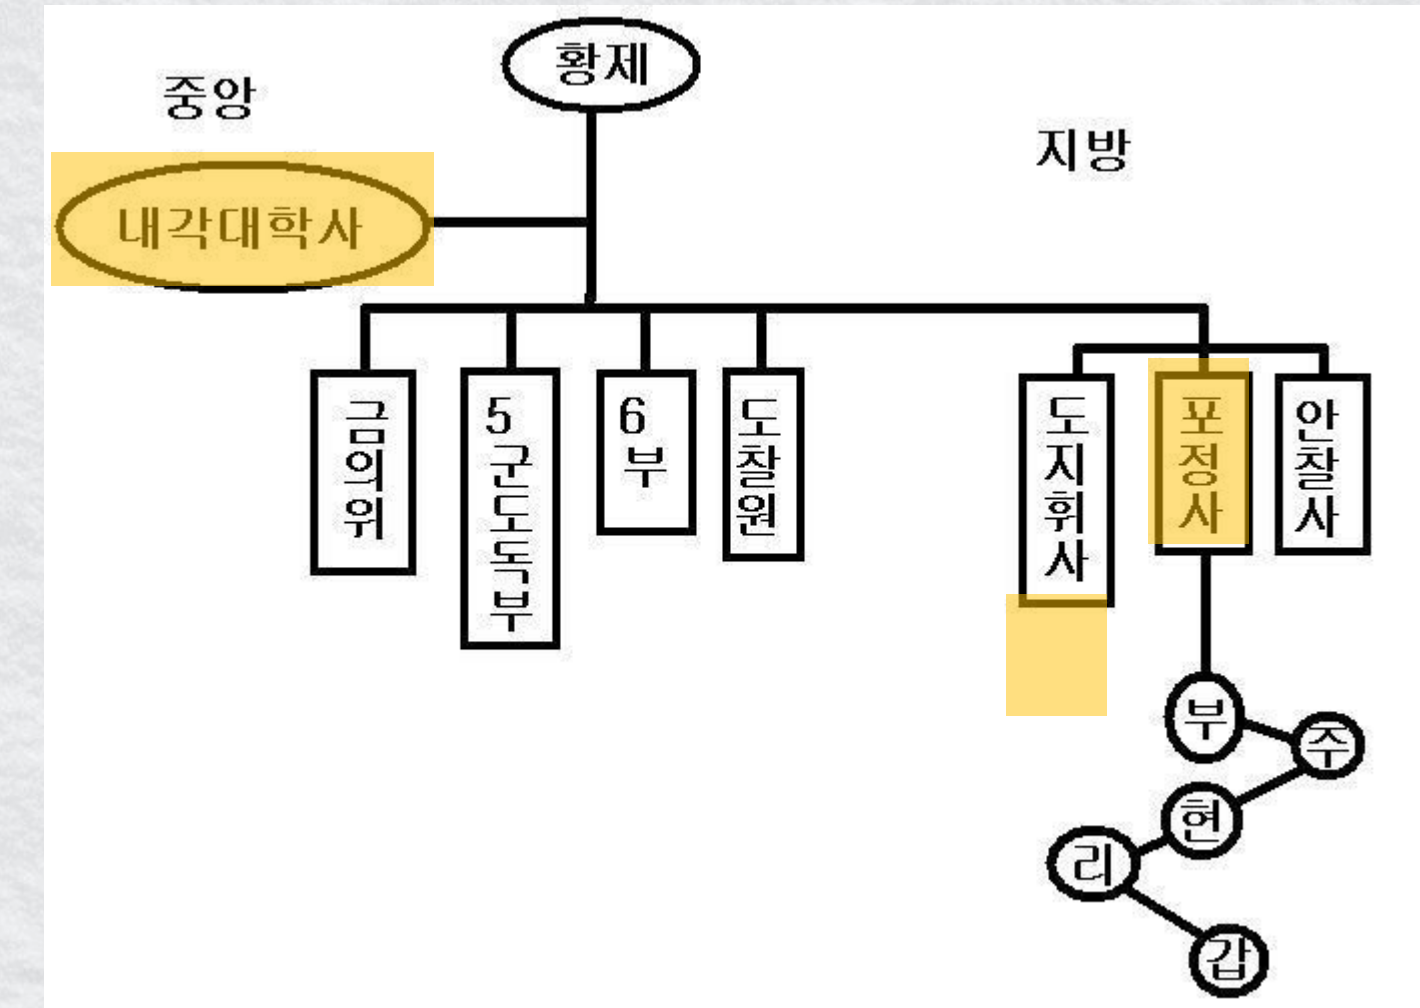 황제
중앙
지방
내각대학사
금의위
5군도독부
6부
도찰원
도지휘사
포정사
안찰사
부
주
현
리
갑